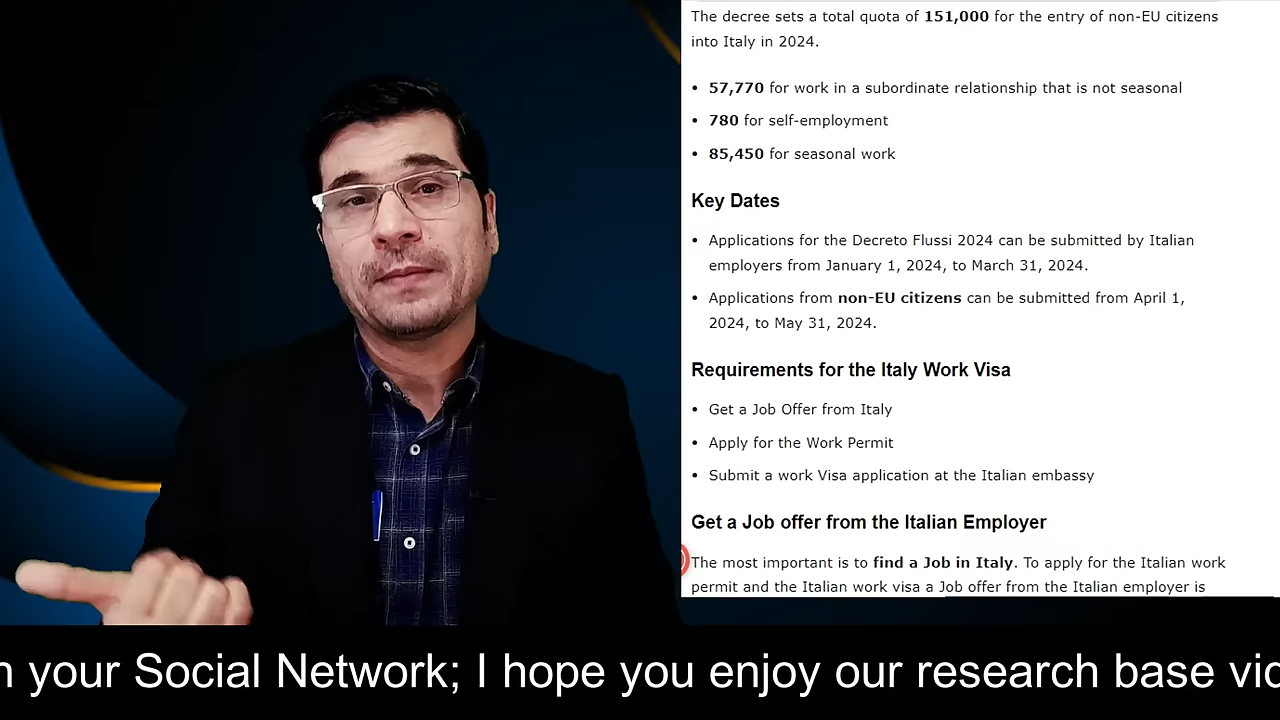 The decree sets a total quota of 151,000 for the entry of non-EU citizens
into Italy in 2024.
• 57,770 for work in a subordinate relationship that is not seasonal
• 780 for self-employment
• 85,450 for seasonal work
Key Dates
• Applications for the Decreto Flussi 2024 can be submitted by Italian
employers from January 1, 2024, to March 31, 2024.
• Applications from non-EU citizens can be submitted from April 1,
2024, to May 31, 2024.
Requirements for the Italy Work Visa
• Get a Job Offer from Italy
• Apply for the Work Permit
• Submit a work Visa application at the Italian embassy
Get a Job offer from the Italian Employer
The most important is to find a Job in Italy. To apply for the Italian work
permit and the Italian work visa a Job offer from the Italian employer is
your Social Network; I hope you enjoy our research base